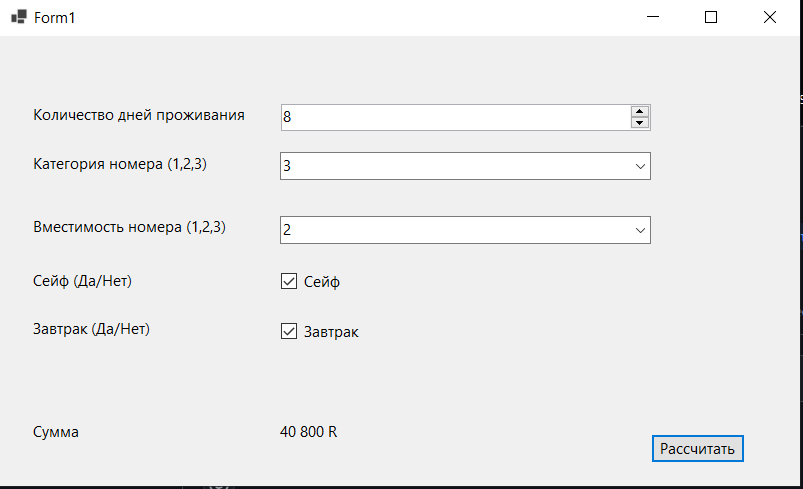 Form1
Количество дней проживания 8
Категория номера (1,2,3) 3
Вместимость номера (1,2,3) 2
Сейф (Да/Нет) Сейф
Завтрак (Да/Нет) Завтрак
Сумма 40 800 R
Рассчитать